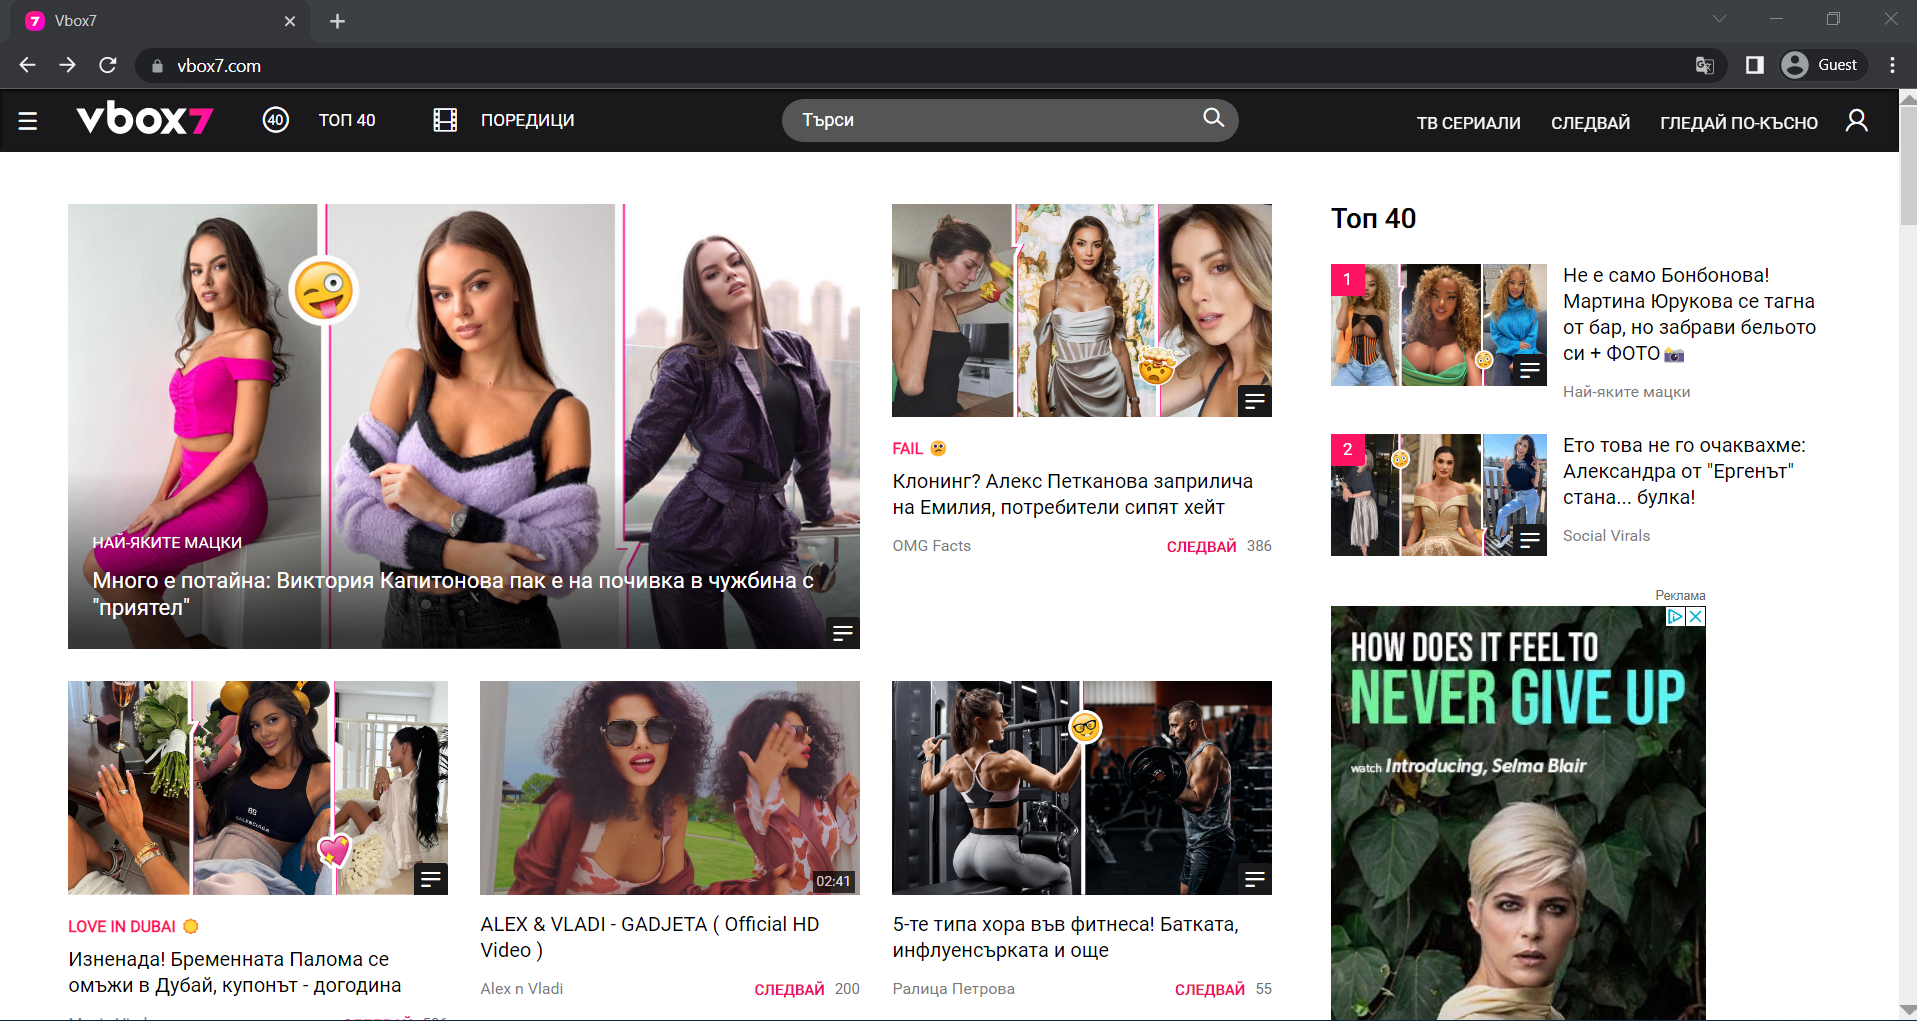 Vbox7
vbox7.com
Guest
vbox7
40
ТОП 40
ПОРЕДИЦИ
Търси
ТВ СЕРИАЛИ
СЛЕДВАЙ
ГЛЕДАЙ ПО-КЪСНО
НАЙ-ЯКИТЕ МАЦКИ
Много е потайна: Виктория Капитонова пак е на почивка в чужбина с
"приятел"
FAIL
Клонинг? Алекс Петканова заприлича
на Емилия, потребители сипят хейт
OMG Facts
СЛЕДВАЙ 386
Топ 40
1
Не е само Бонбонова!
Мартина Юрукова се тагна
от бар, но забрави бельото
си + ФОТО
Най-яките мацки
2
Ето това не го очаквахме:
Александра от "Ергенът"
стана... булка!
Social Virals
Реклама
HOW DOES IT FEEL TO
NEVER GIVE UP
watch Introducing, Selma Blair
BALENCIAGA
LOVE IN DUBAI
Изненада! Бременната Палома се
омъжи в Дубай, купонът - догодина
02:41
ALEX & VLADI - GADJETA ( Official HD
Video )
Alex n Vladi
СЛЕДВАЙ 200
5-те типа хора във фитнеса! Батката,
инфлуенсърката и още
Ралица Петрова
СЛЕДВАЙ 55